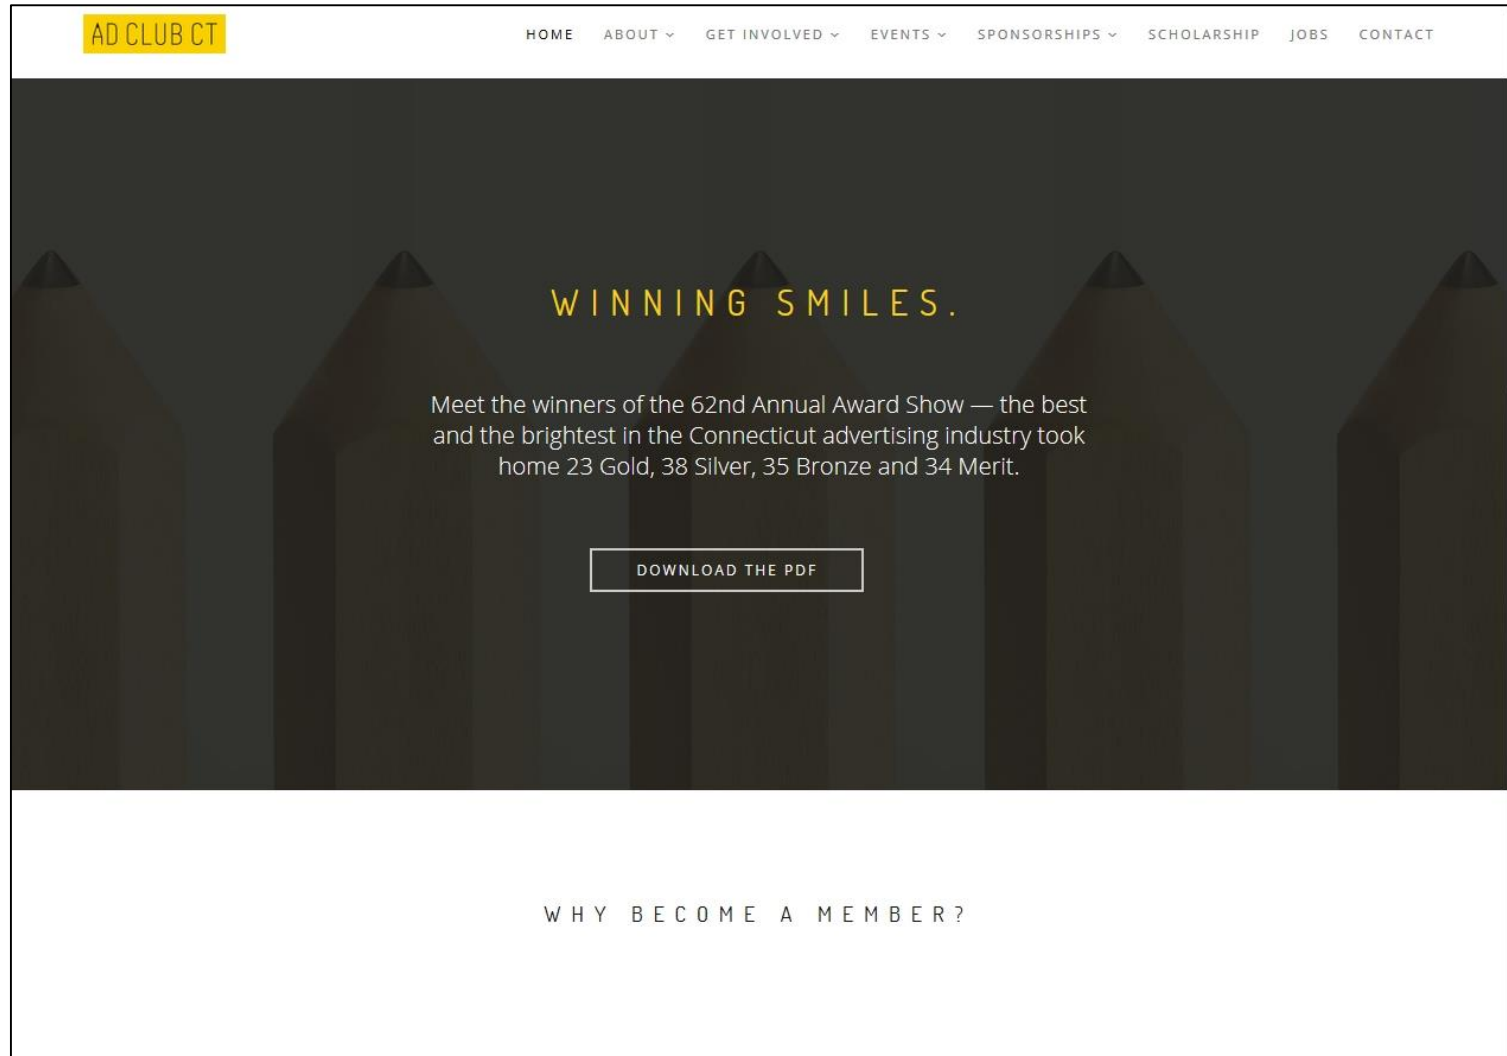 AD CLUB CT
HOME ABOUT GET INVOLVED EVENTS SPONSORSHIPS SCHOLARSHIP JOBS CONTACT
WINNING SMILES.
Meet the winners of the 62nd Annual Award Show — the best
and the brightest in the Connecticut advertising industry took
home 23 Gold, 38 Silver, 35 Bronze and 34 Merit.
DOWNLOAD THE PDF
WHY BECOME A MEMBER?